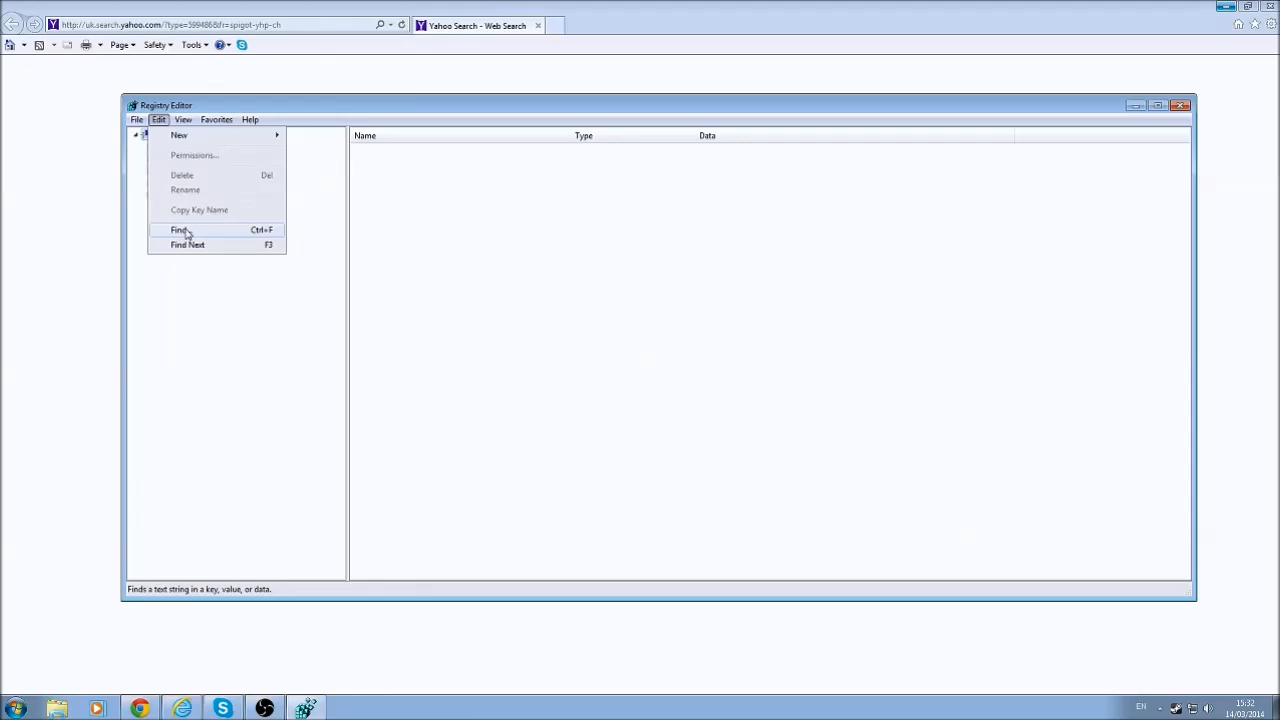 http://uk.search.yahoo.com/?type=599486&fr=spigot-yhp-ch
Yahoo Search - Web Search
Page
Safety
Tools
Registry Editor
File Edit View Favorites Help
New
Permissions...
Delete Del
Rename
Copy Key Name
Find... Ctrl+F
Find Next F3
Name Type Data
Finds a text string in a key, value, or data.
EN
15:32
14/03/2014